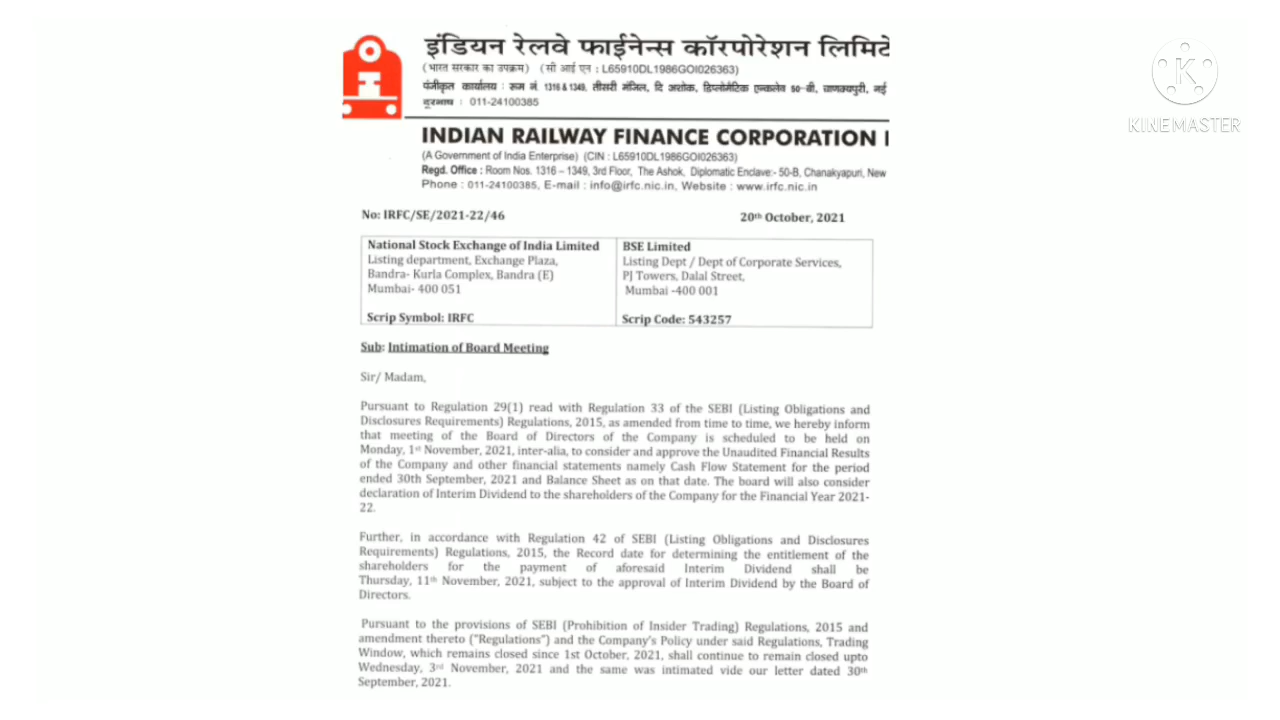 इंडियन रेलवे फाईनेन्स कॉरपोरेशन लिमिटे
(भारत सरकार का उपक्रम) (सी आई एन : L65910DL1986GOI026363)
पंजीकृत कार्यालय : रूम नं. 1316 & 1349, तीसरी मंजिल, दि अशोक, डिप्लोमैटिक एन्कलेव 50-बी, चाणक्यपुरी, नई
दूरभाष : 011-24100385
INDIAN RAILWAY FINANCE CORPORATION
(A Government of India Enterprise) (CIN : L65910DL1986GOI026363)
Regd. Office : Room Nos. 1316 – 1349, 3rd Floor, The Ashok, Diplomatic Enclave:- 50-B, Chanakyapuri, New
Phone : 011-24100385, E-mail : info@irfc.nic.in, Website : www.irfc.nic.in
KINEMASTER
No: IRFC/SE/2021-22/46 20th October, 2021
National Stock Exchange of India Limited
Listing department, Exchange Plaza,
Bandra- Kurla Complex, Bandra (E)
Mumbai- 400 051
Scrip Symbol: IRFC
BSE Limited
Listing Dept / Dept of Corporate Services,
PJ Towers, Dalal Street,
Mumbai -400 001
Scrip Code: 543257
Sub: Intimation of Board Meeting
Sir/ Madam,
Pursuant to Regulation 29(1) read with Regulation 33 of the SEBI (Listing Obligations and
Disclosures Requirements) Regulations, 2015, as amended from time to time, we hereby inform
that meeting of the Board of Directors of the Company is scheduled to be held on
Monday, 1st November, 2021, inter-alia, to consider and approve the Unaudited Financial Results
of the Company and other financial statements namely Cash Flow Statement for the period
ended 30th September, 2021 and Balance Sheet as on that date. The board will also consider
declaration of Interim Dividend to the shareholders of the Company for the Financial Year 2021-
22.
Further, in accordance with Regulation 42 of SEBI (Listing Obligations and Disclosures
Requirements) Regulations, 2015, the Record date for determining the entitlement of the
shareholders for the payment of aforesaid Interim Dividend shall be
Thursday, 11th November, 2021, subject to the approval of Interim Dividend by the Board of
Directors.
Pursuant to the provisions of SEBI (Prohibition of Insider Trading) Regulations, 2015 and
amendment thereto ("Regulations") and the Company's Policy under said Regulations, Trading
Window, which remains closed since 1st October, 2021, shall continue to remain closed upto
Wednesday, 3rd November, 2021 and the same was intimated vide our letter dated 30th
September, 2021.